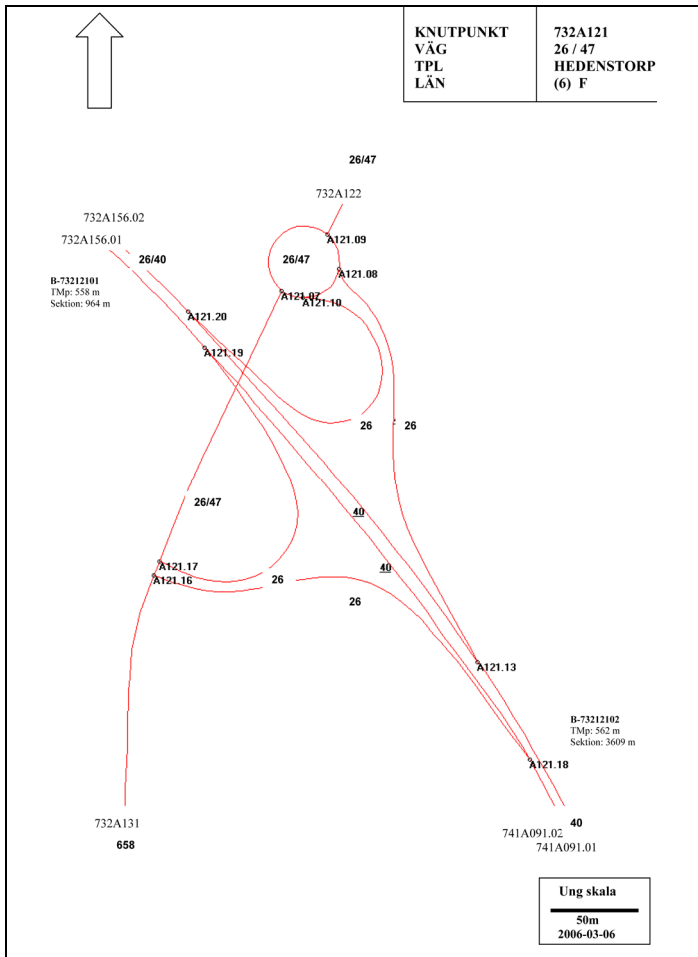 KNUTPUNKT 732A121
VÄG 26 / 47
TPL HEDENSTORP
LÄN (6) F
26/47
732A122
732A156.02
732A156.01
26/40
B-73212101
TMp: 558 m
Sektion: 964 m
A121.09
26/47
A121.08
A121.07
A121.10
A121.20
A121.19
26
26
26/47
40
40
A121.17
A121.16
26
26
A121.13
B-73212102
TMp: 562 m
Sektion: 3609 m
A121.18
732A131
658
741A091.02
40
741A091.01
Ung skala
50m
2006-03-06